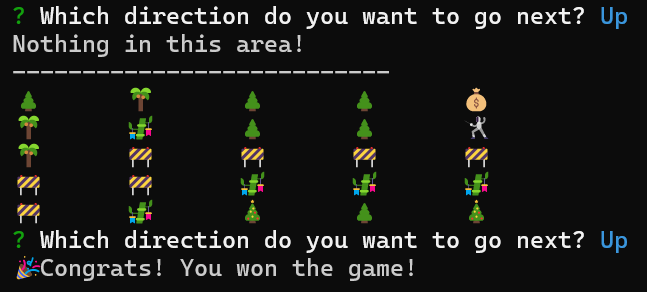 ? Which direction do you want to go next? Up
Nothing in this area!
---------------------------
? Which direction do you want to go next? Up
🎉Congrats! You won the game!